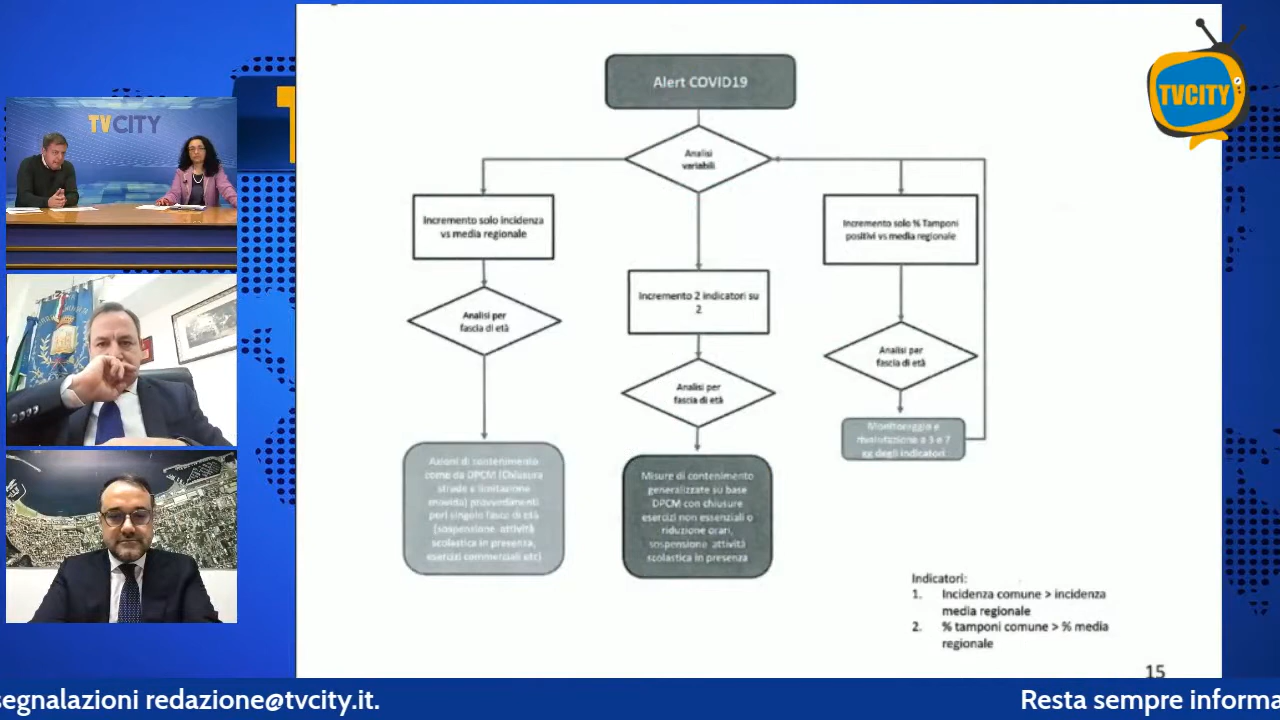 Alert COVID19
Analisi
variabili
Incremento solo incidenza
vs media regionale
Incremento solo % Tamponi
positivi vs media regionale
Incremento 2 indicatori su
2
Analisi per
fascia di età
Analisi per
fascia di età
Analisi per
fascia di età
Monitoraggio e
rivalutazione a 3 e 7
gg degli indicatori
Azioni di contenimento
come da DPCM (Chiusura
strade e limitazione
movida) provvedimenti
per singole fasce di età
(sospensione attività
scolastica in presenza,
esercizi commerciali etc)
Misure di contenimento
generalizzate su base
DPCM con chiusure
esercizi non essenziali o
riduzione orari,
sospensione attività
scolastica in presenza
Indicatori:
1. Incidenza comune > incidenza
media regionale
2. % tamponi comune > % media
regionale
15
TVCITY
TVCITY
segnalazioni redazione@tvcity.it.
Resta sempre informa